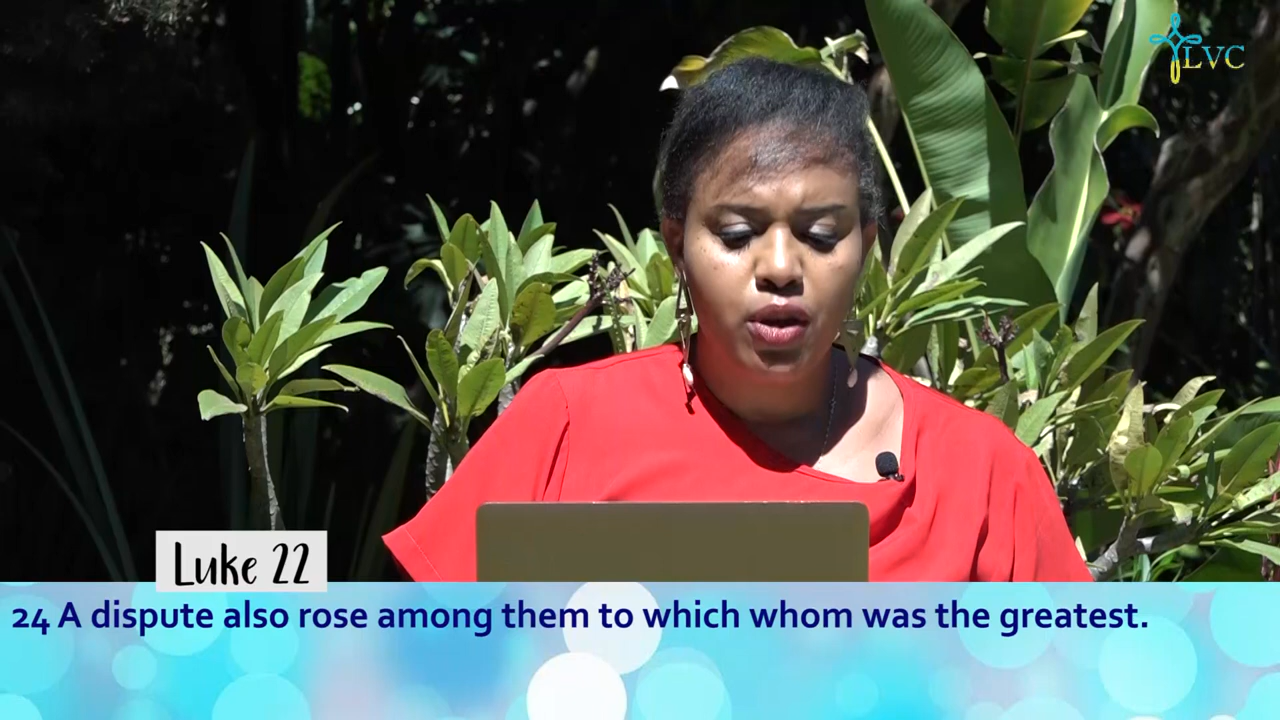 LVC
Luke 22
24 A dispute also rose among them to which whom was the greatest.